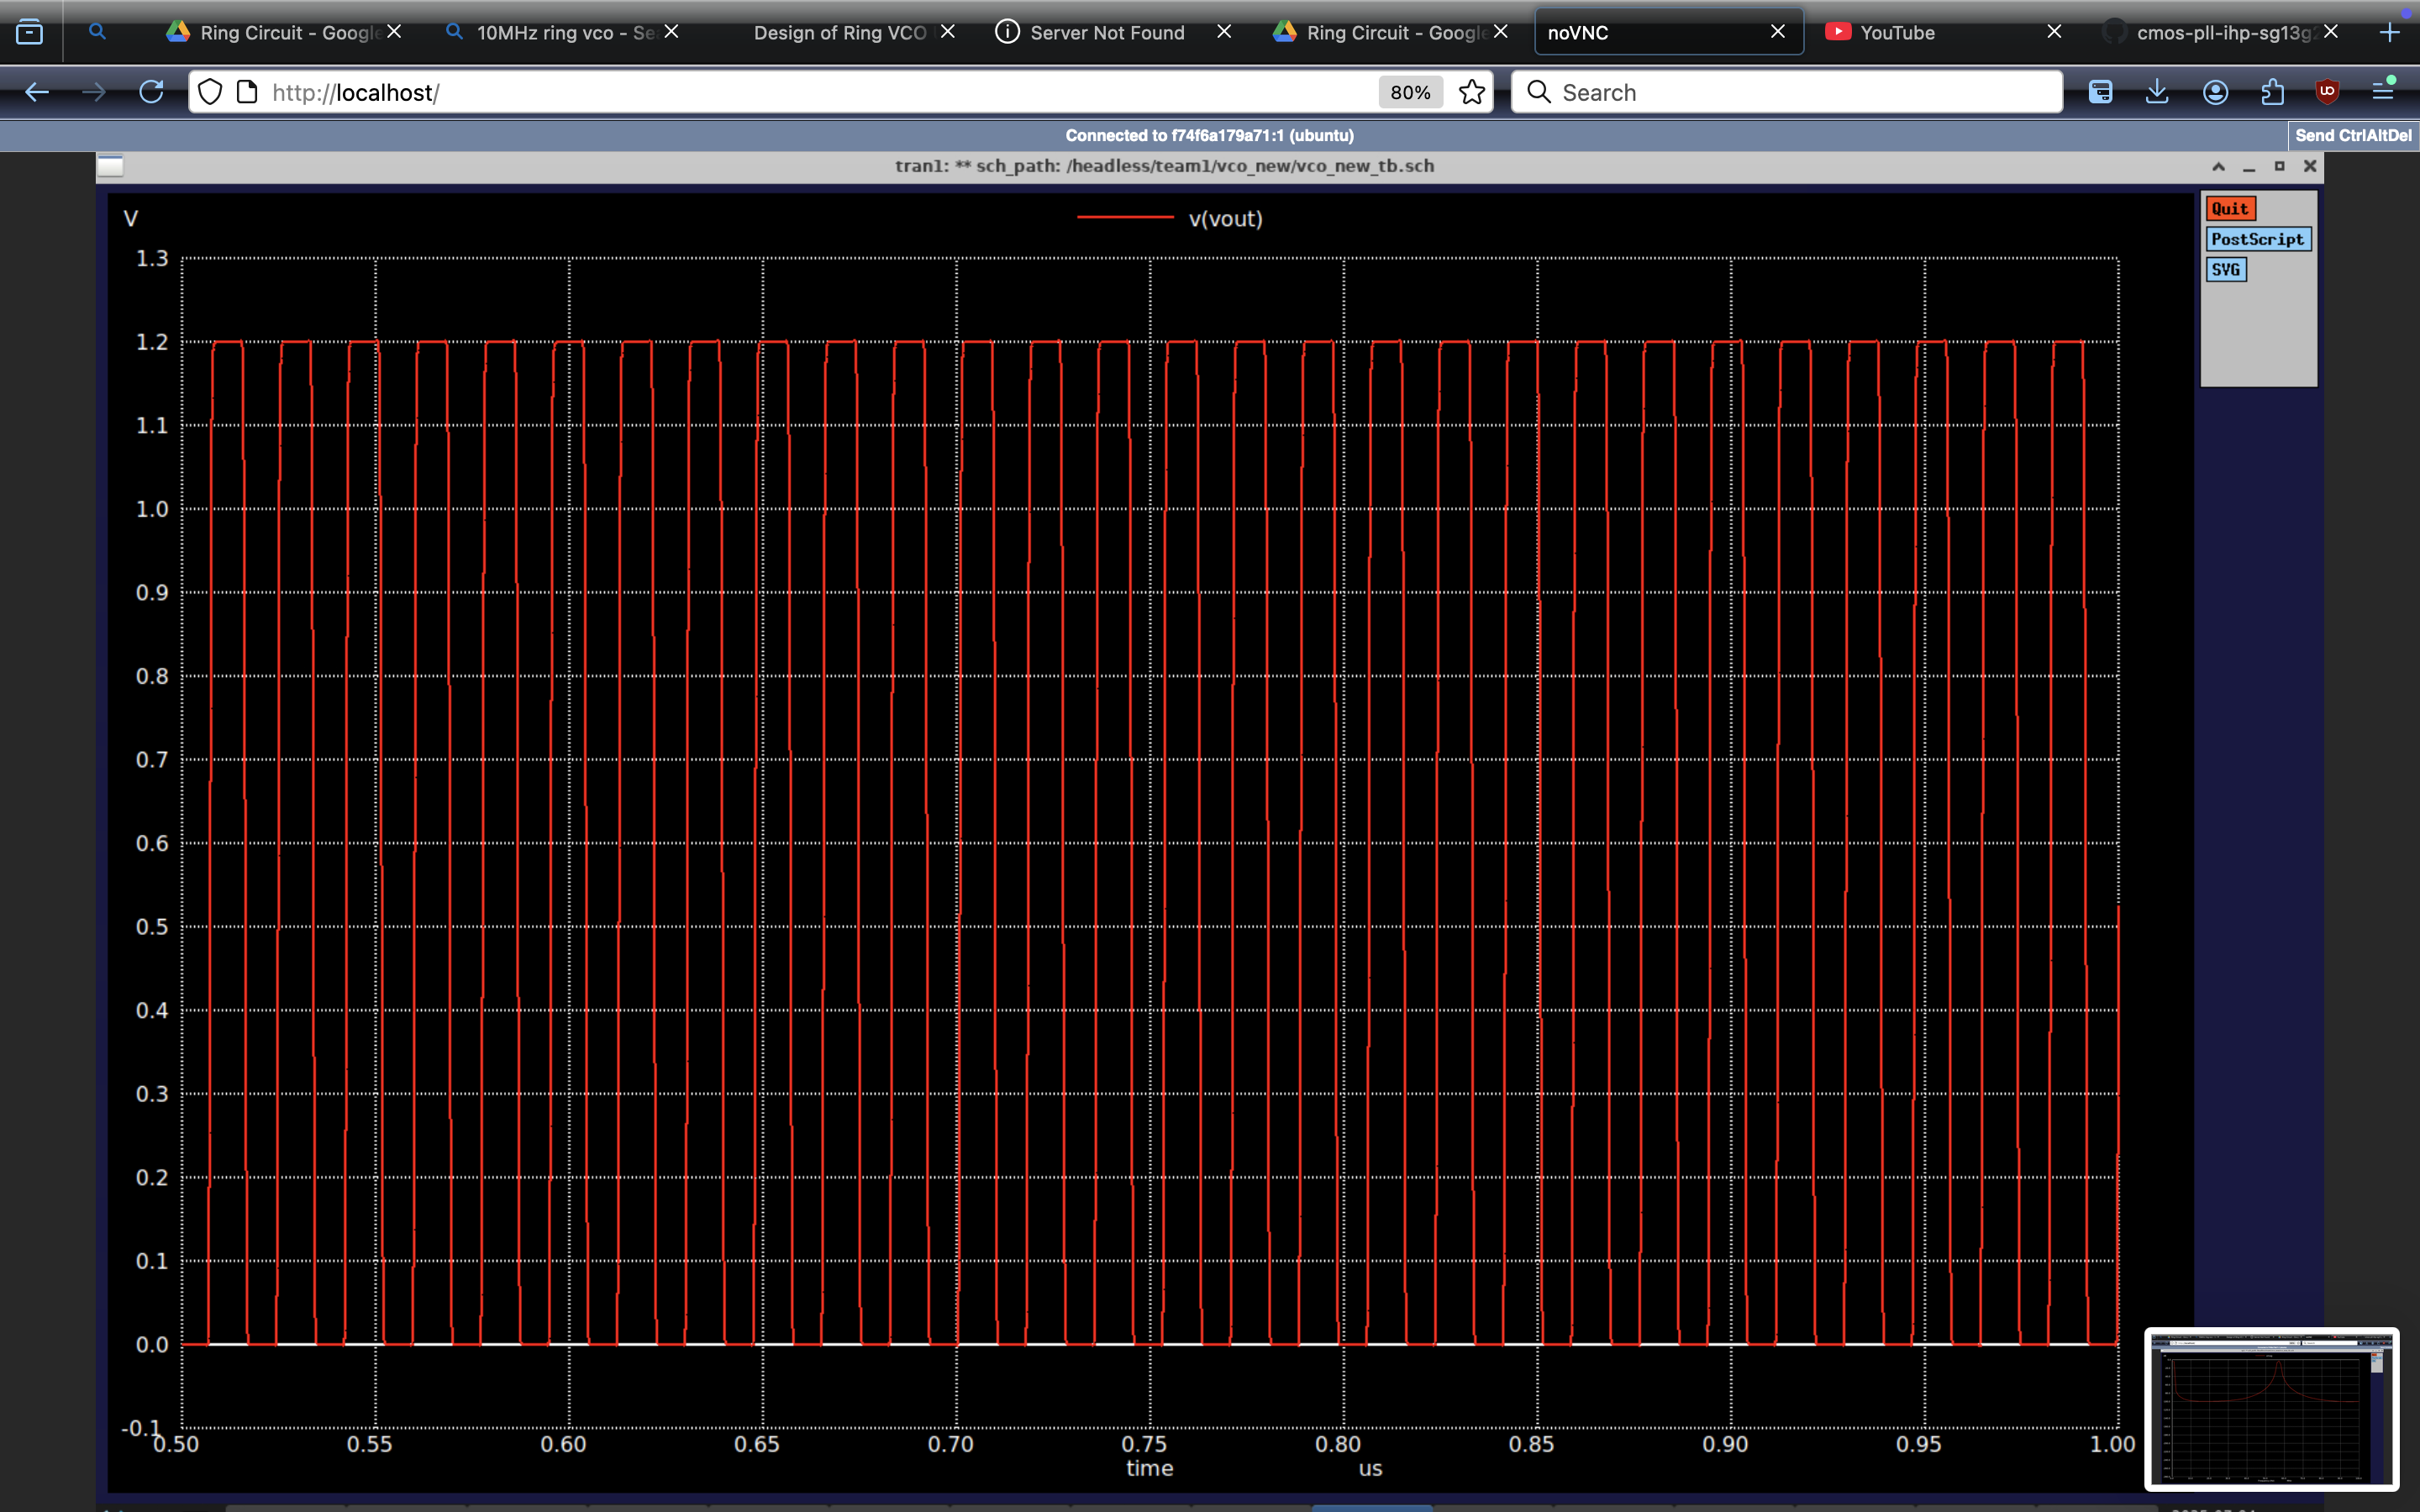 Ring Circuit - Google
10MHz ring vco - Se
Design of Ring VCO
Server Not Found
Ring Circuit - Google
noVNC
YouTube
cmos-pll-ihp-sg13g2
http://localhost/
80%
Search
Connected to f74f6a179a71:1 (ubuntu)
Send CtrlAltDel
tran1: ** sch_path: /headless/team1/vco_new/vco_new_tb.sch
V
v(vout)
Quit
PostScript
SVG
1.3
1.2
1.1
1.0
0.9
0.8
0.7
0.6
0.5
0.4
0.3
0.2
0.1
0.0
-0.1
0.50 0.55 0.60 0.65 0.70 0.75 0.80 0.85 0.90 0.95 1.00
time us